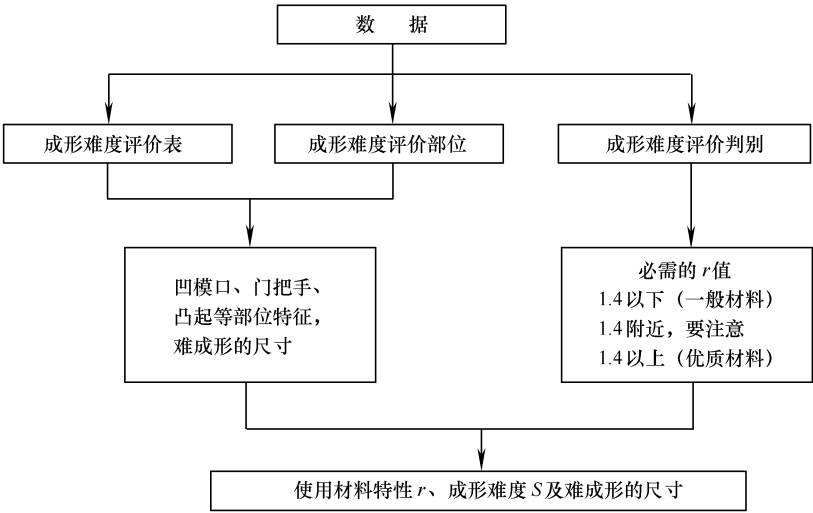 数 据
成形难度评价表
成形难度评价部位
成形难度评价判别
凹模口、门把手、
凸起等部位特征，
难成形的尺寸
必需的 r值
1.4以下（一般材料）
1.4附近，要注意
1.4以上（优质材料）
使用材料特性 r、成形难度 S及难成形的尺寸